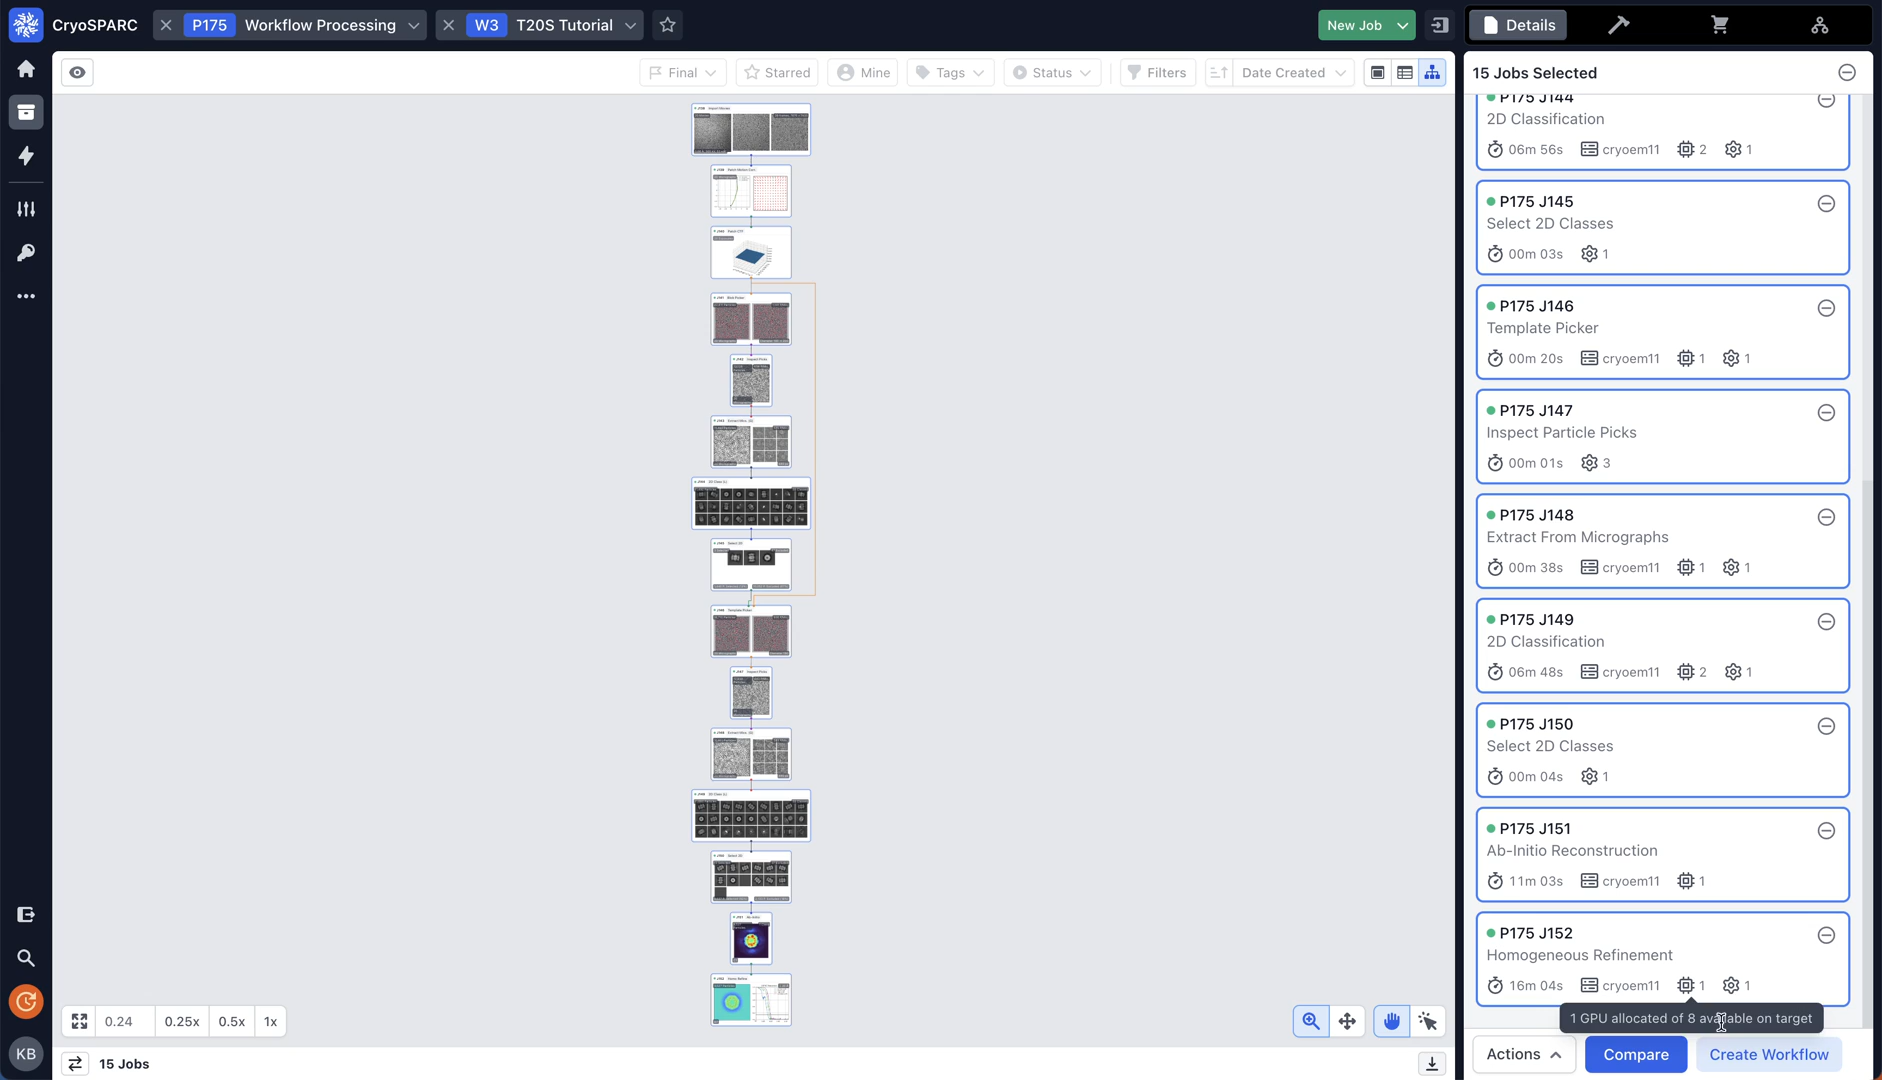 CryoSPARC
P175 Workflow Processing
W3 T20S Tutorial
New Job
Details
Final
Starred
Mine
Tags
Status
Filters
Date Created
15 Jobs Selected
P175 J144
2D Classification
06m 56s cryoem11 2 1
P175 J145
Select 2D Classes
00m 03s 1
P175 J146
Template Picker
00m 20s cryoem11 1 1
P175 J147
Inspect Particle Picks
00m 01s 3
P175 J148
Extract From Micrographs
00m 38s cryoem11 1 1
P175 J149
2D Classification
06m 48s cryoem11 2 1
P175 J150
Select 2D Classes
00m 04s 1
P175 J151
Ab-Initio Reconstruction
11m 03s cryoem11 1
P175 J152
Homogeneous Refinement
16m 04s cryoem11 1 1
1 GPU allocated of 8 available on target
Actions
Compare
Create Workflow
0.24
0.25x
0.5x
1x
KB
15 Jobs